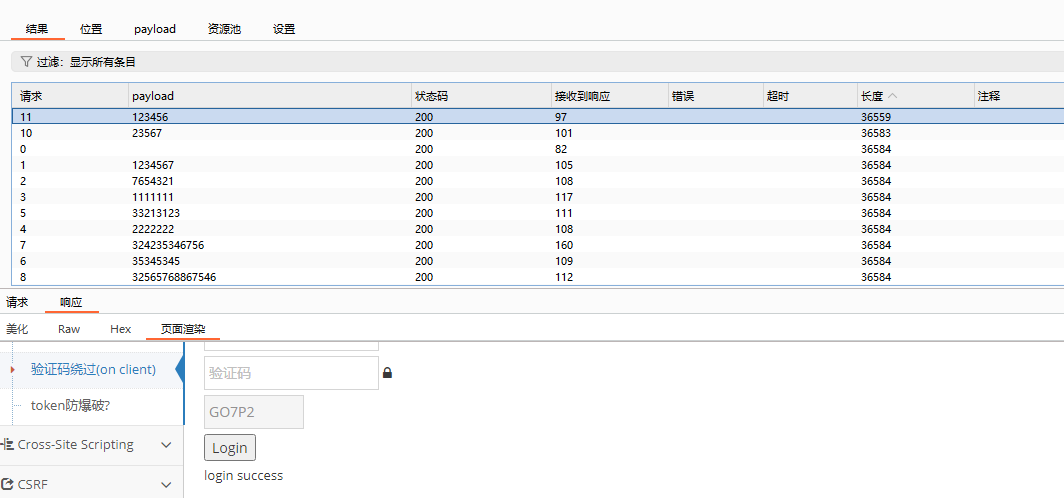 结果 位置 payload 资源池 设置
过滤：显示所有条目
请求 payload 状态码 接收到响应 错误 超时 长度 注释
11 123456 200 97 36559
10 23567 200 101 36583
0 200 82 36584
1 1234567 200 105 36584
2 7654321 200 108 36584
3 1111111 200 117 36584
5 33213123 200 111 36584
4 2222222 200 108 36584
7 324235346756 200 160 36584
6 35345345 200 109 36584
8 32565768867546 200 112 36584
请求 响应
美化 Raw Hex 页面渲染
验证码绕过(on client)
token防爆破?
Cross-Site Scripting
CSRF
验证码
GO7P2
Login
login success